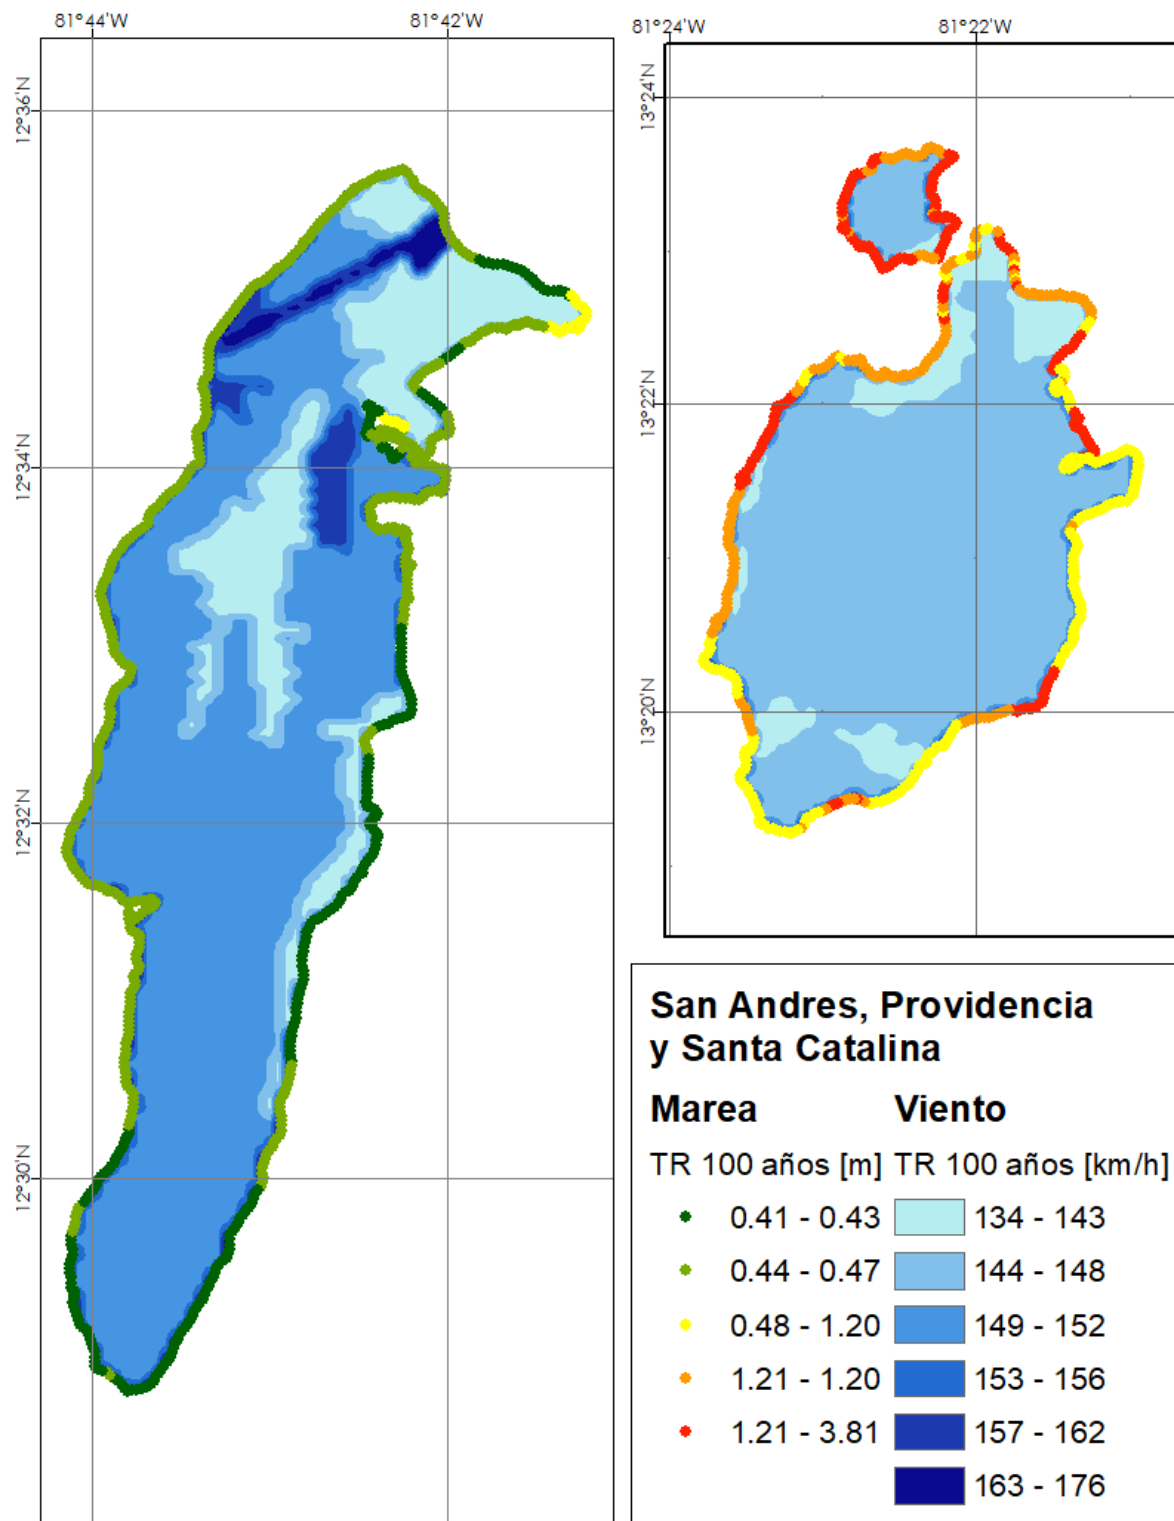 81°44'W
81°42'W
81°24'W
81°22'W
12°36'N
12°34'N
12°32'N
12°30'N
13°24'N
13°22'N
13°20'N
San Andres, Providencia
y Santa Catalina
Marea Viento
TR 100 años [m] TR 100 años [km/h]
0.41 - 0.43 134 - 143
0.44 - 0.47 144 - 148
0.48 - 1.20 149 - 152
1.21 - 1.20 153 - 156
1.21 - 3.81 157 - 162
163 - 176